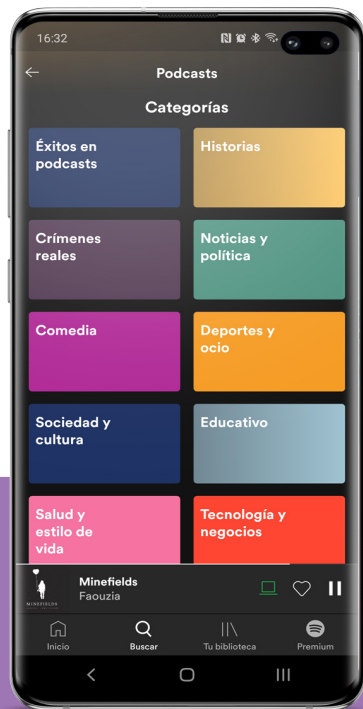 16:32
Podcasts
Categorías
Éxitos en
podcasts
Historias
Crímenes
reales
Noticias y
política
Comedia
Deportes y
ocio
Sociedad y
cultura
Educativo
Salud y
estilo de
vida
Tecnología y
negocios
MINEFIELDS
Minefields
Faouzia
Inicio
Buscar
Tu biblioteca
Premium